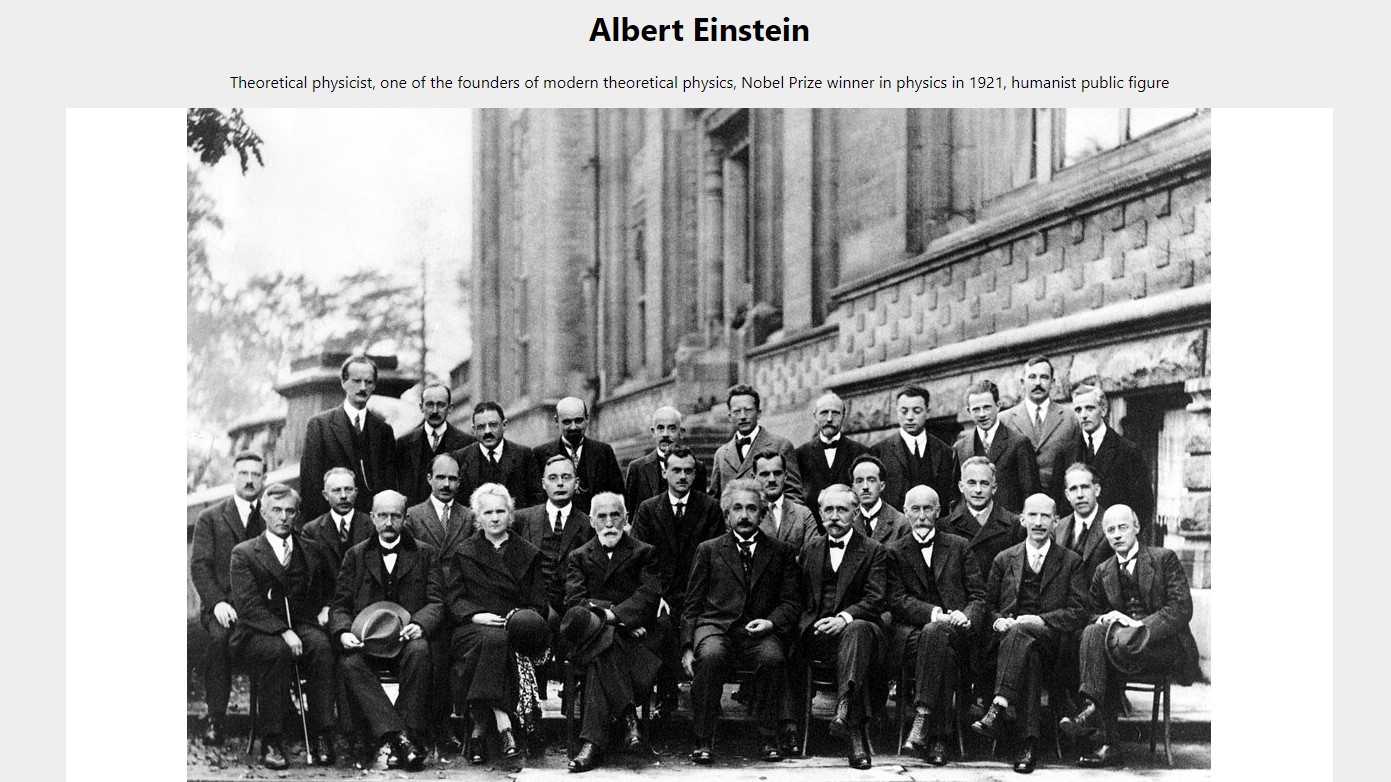 Albert Einstein
Theoretical physicist, one of the founders of modern theoretical physics, Nobel Prize winner in physics in 1921, humanist public figure